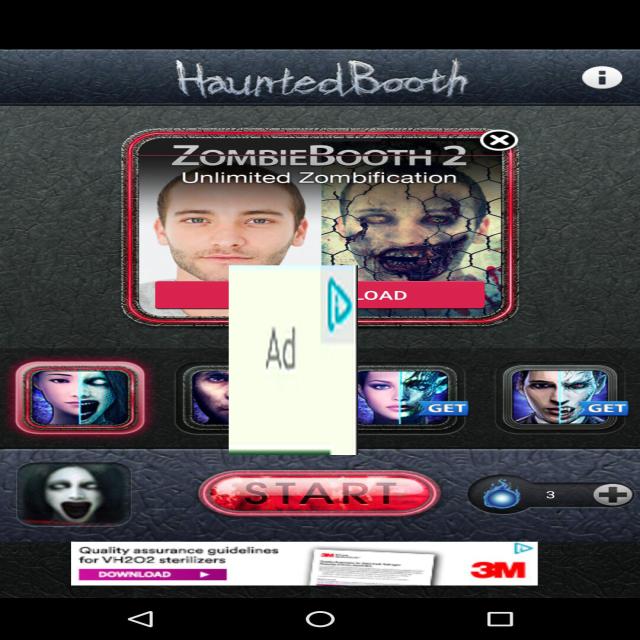 HauntedBooth
ZOMBIEBOOTH 2
Unlimited Zombification
LOAD
Ad
GET
GET
START
3
Quality assurance guidelines
for VH2O2 sterilizers
DOWNLOAD
3M
3M